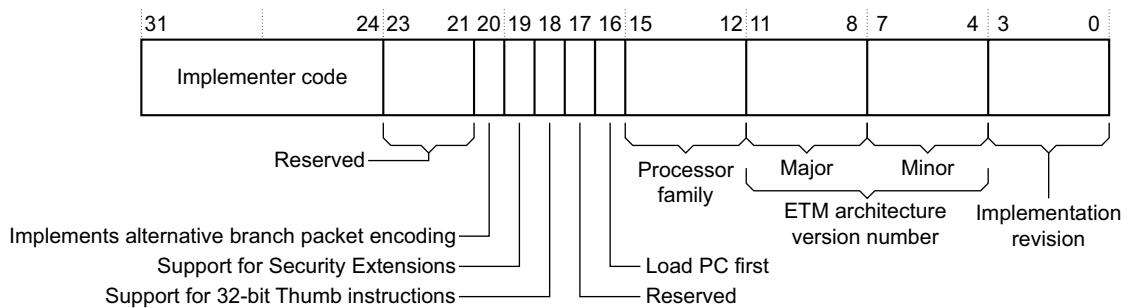 31 24 23 21 20 19 18 17 16 15 12 11 8 7 4 3 0
Implementer code
Reserved
Processor
family
Major
Minor
ETM architecture
version number
Implementation
revision
Implements alternative branch packet encoding
Support for Security Extensions
Support for 32-bit Thumb instructions
Load PC first
Reserved